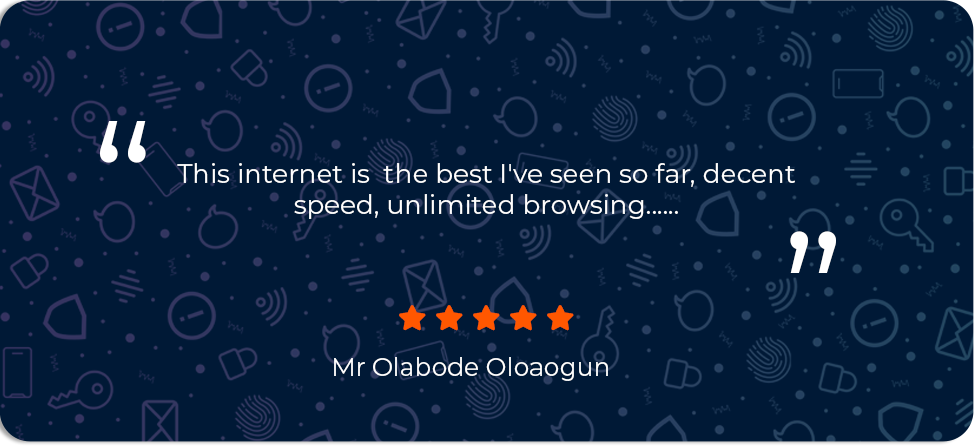 “
This internet is  the best I've seen so far, decent
speed, unlimited browsing......
”
Mr Olabode Oloaogun